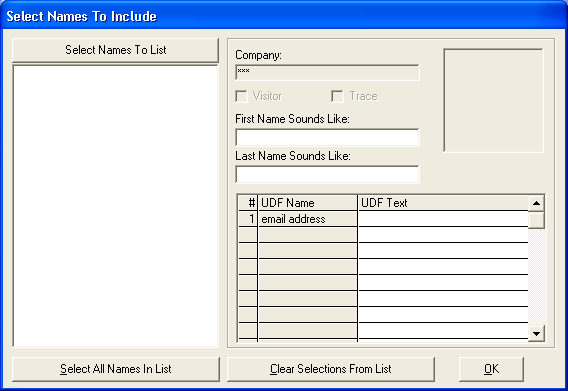 Select Names To Include
Select Names To List
Company:
***
Visitor Trace
First Name Sounds Like:
Last Name Sounds Like:
# UDF Name UDF Text
1 email address
Select All Names In List Clear Selections From List OK